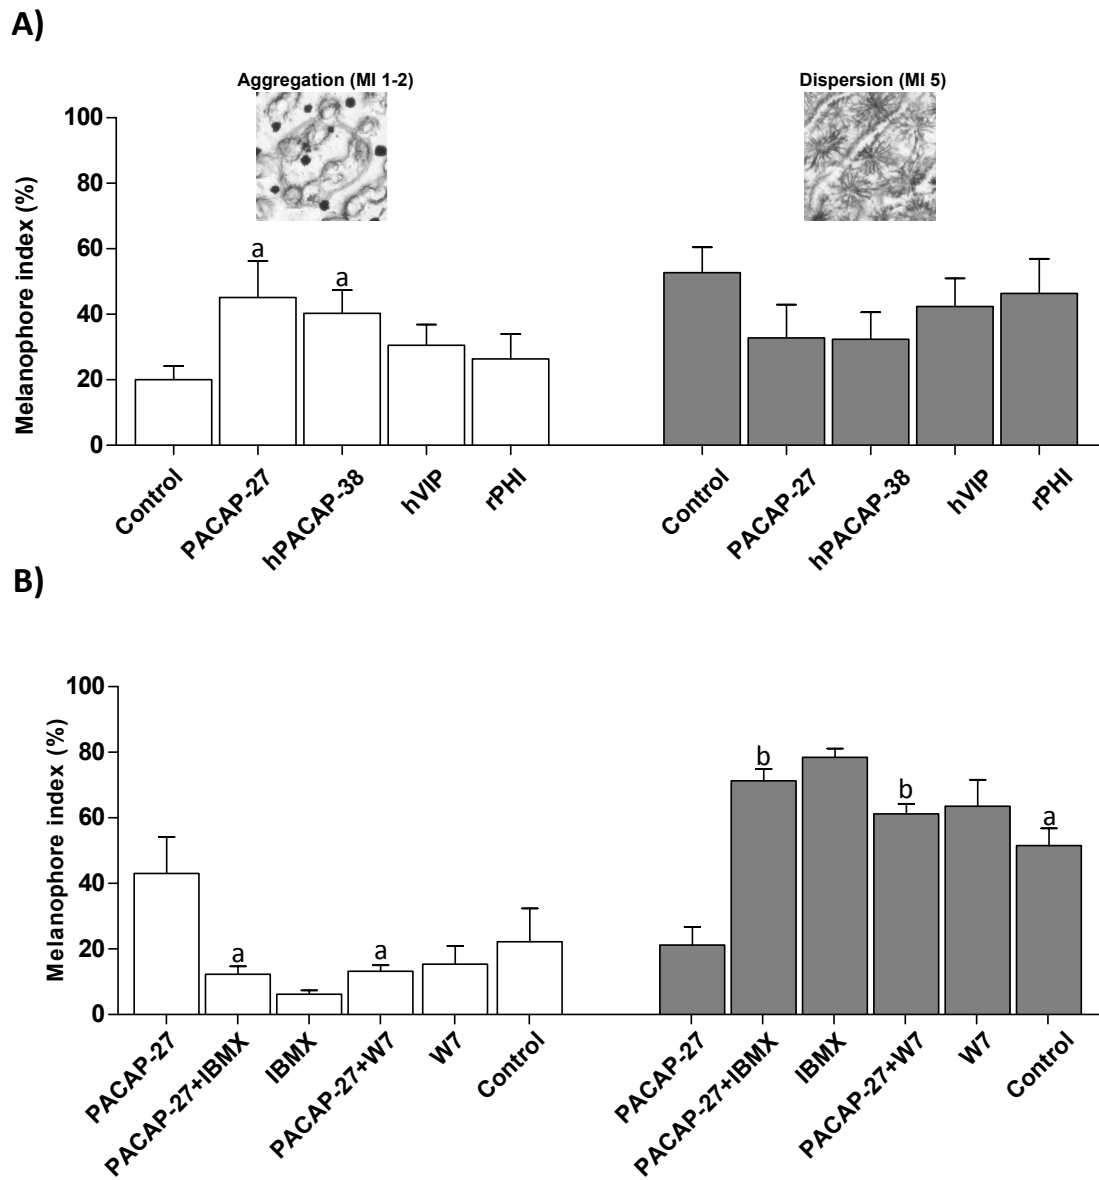 A)
Aggregation (MI 1-2)
Dispersion (MI 5)
Melanophore index (%)
100
80
60
40
20
0
a
a
Control
PACAP-27
hPACAP-38
hVIP
rPHI
Control
PACAP-27
hPACAP-38
hVIP
rPHI
B)
Melanophore index (%)
100
80
60
40
20
0
a
a
b
b
a
PACAP-27
PACAP-27+IBMX
IBMX
PACAP-27+W7
W7
Control
PACAP-27
PACAP-27+IBMX
IBMX
PACAP-27+W7
W7
Control